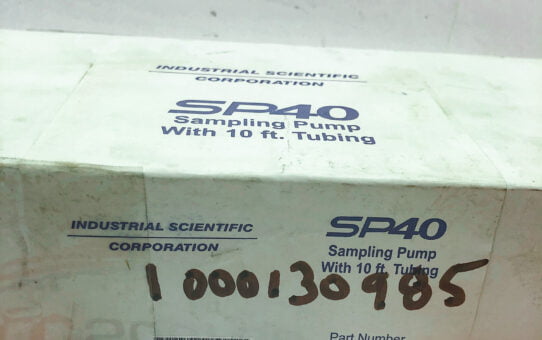 INDUSTRIAL SCIENTIFIC
CORPORATION
SP40
Sampling Pump
With 10 ft. Tubing
INDUSTRIAL SCIENTIFIC
CORPORATION
SP40
Sampling Pump
With 10 ft. Tubing
1000130985
Part Number